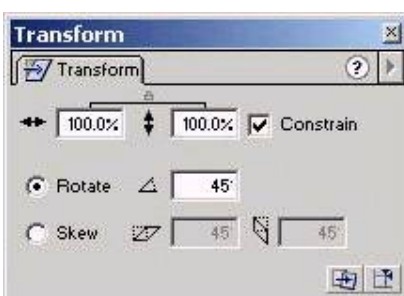 Transform
Transform
100.0% 100.0% Constrain
Rotate 45°
Skew 45° 45°